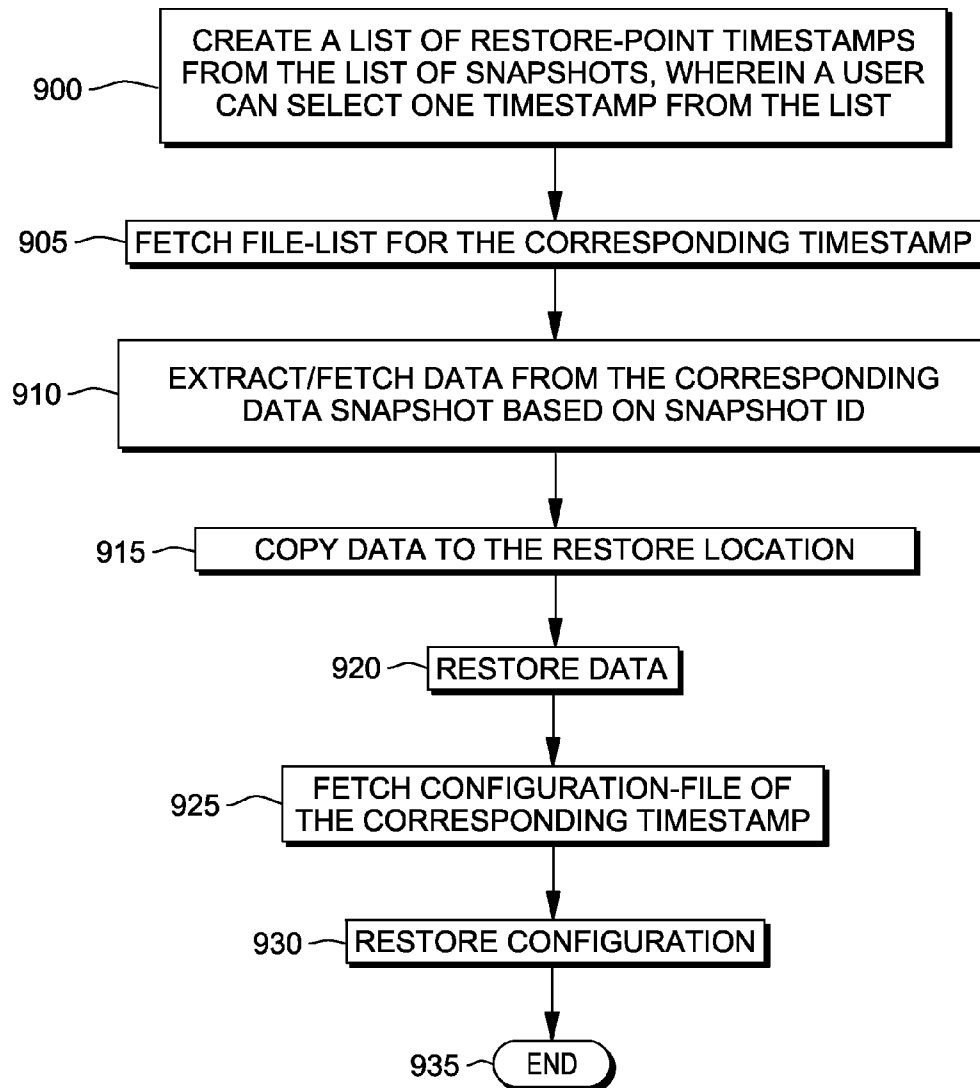 900
CREATE A LIST OF RESTORE-POINT TIMESTAMPS
FROM THE LIST OF SNAPSHOTS, WHEREIN A USER
CAN SELECT ONE TIMESTAMP FROM THE LIST
905
FETCH FILE-LIST FOR THE CORRESPONDING TIMESTAMP
910
EXTRACT/FETCH DATA FROM THE CORRESPONDING
DATA SNAPSHOT BASED ON SNAPSHOT ID
915
COPY DATA TO THE RESTORE LOCATION
920
RESTORE DATA
925
FETCH CONFIGURATION-FILE OF
THE CORRESPONDING TIMESTAMP
930
RESTORE CONFIGURATION
935
END